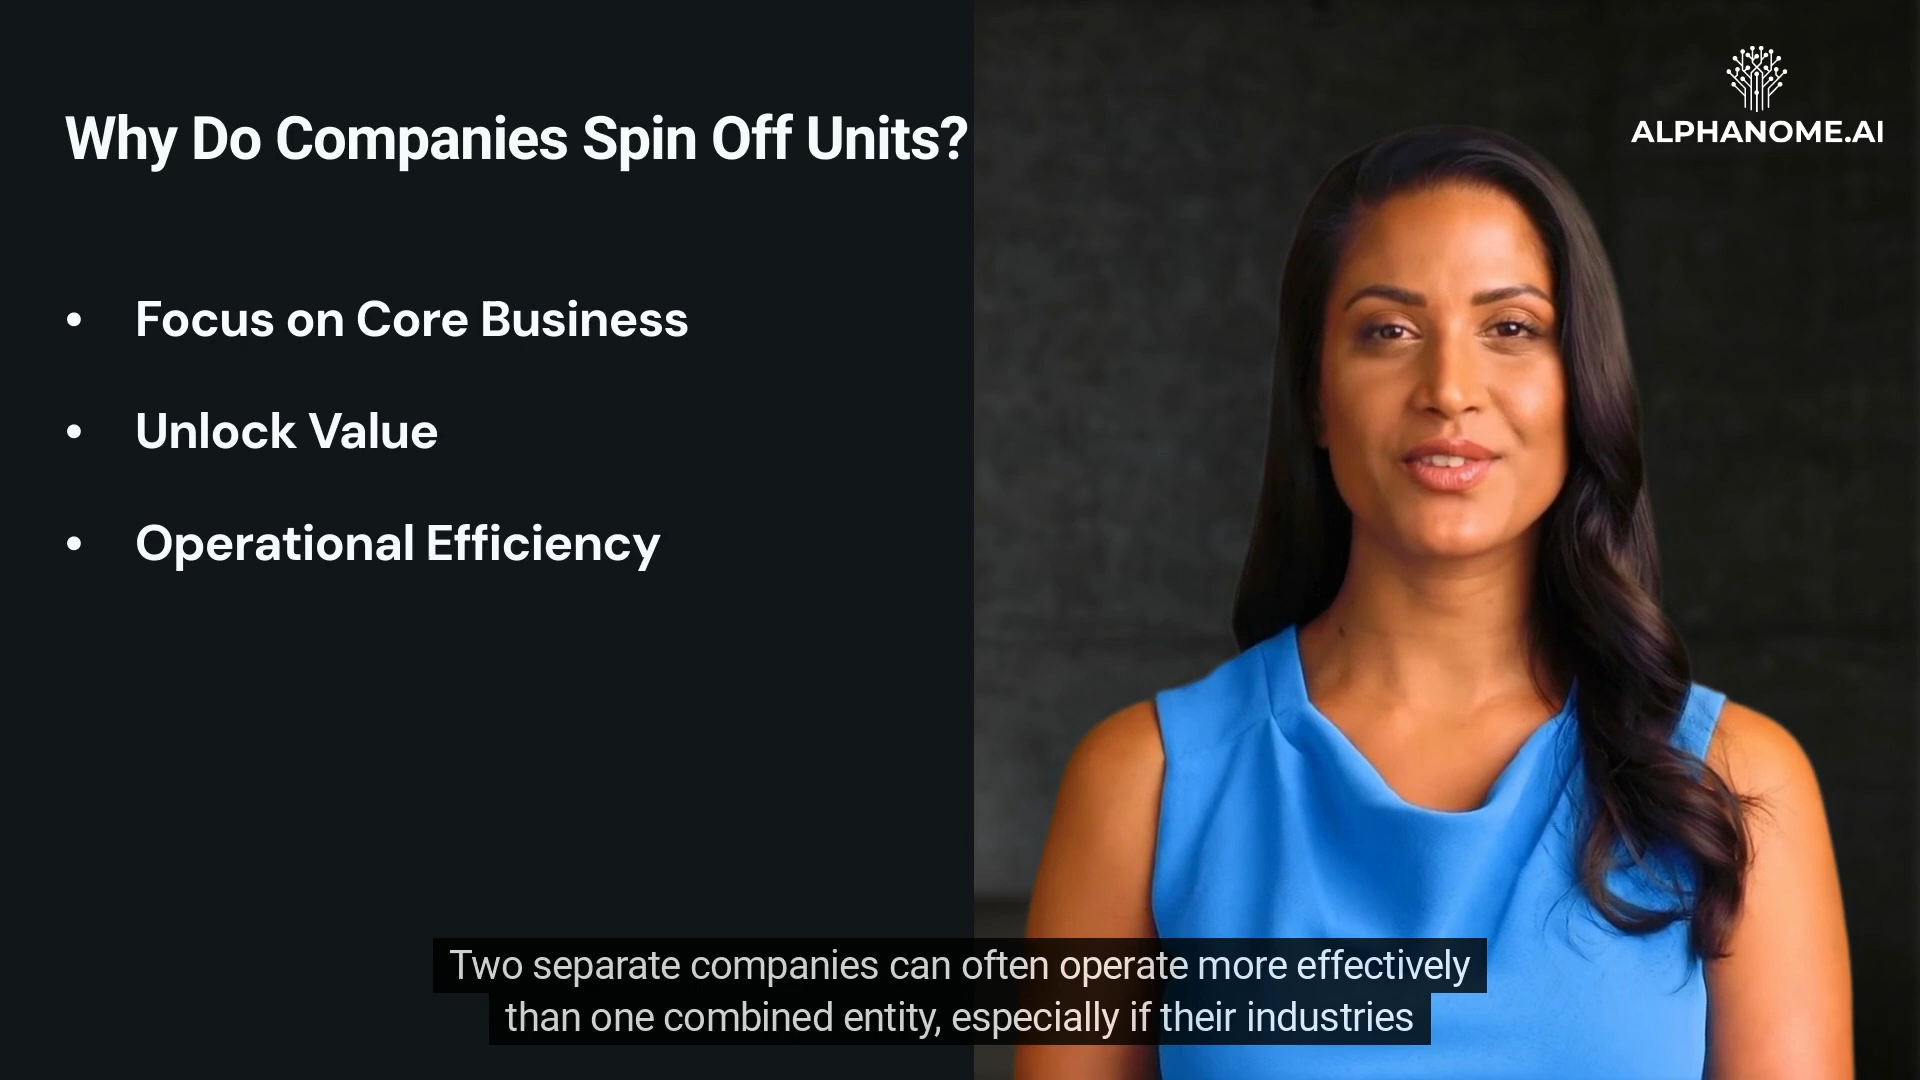 Why Do Companies Spin Off Units?
• Focus on Core Business
• Unlock Value
• Operational Efficiency
ALPHANOME.AI
Two separate companies can often operate more effectively
than one combined entity, especially if their industries